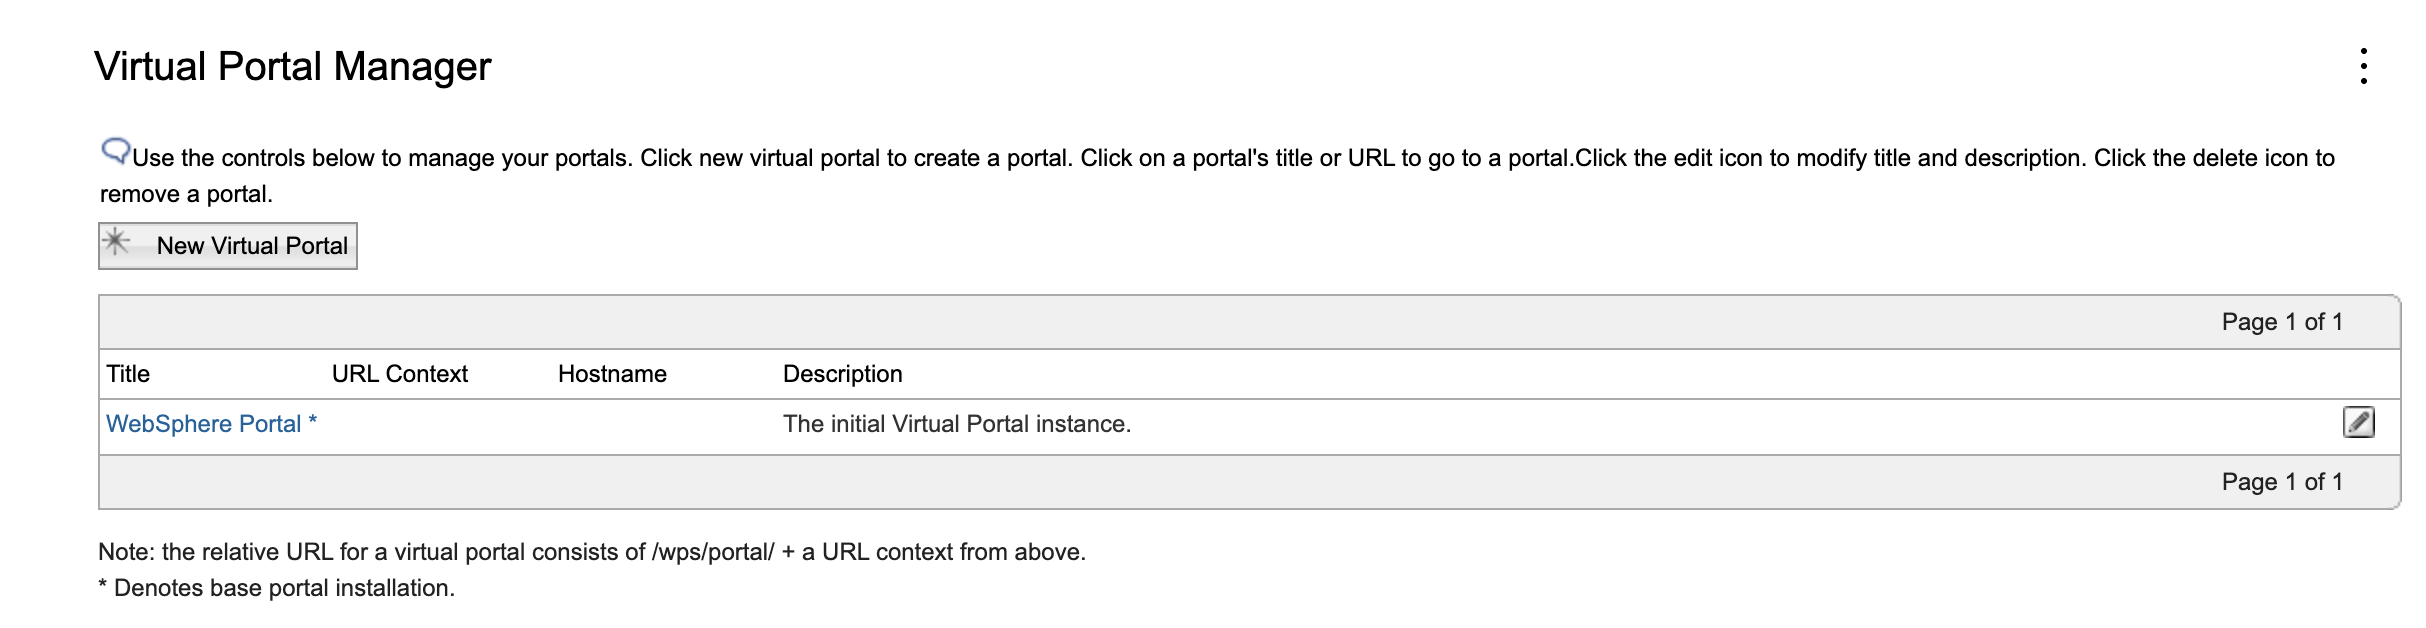 Virtual Portal Manager
Use the controls below to manage your portals. Click new virtual portal to create a portal. Click on a portal's title or URL to go to a portal.Click the edit icon to modify title and description. Click the delete icon to
remove a portal.
New Virtual Portal
Page 1 of 1
Title URL Context Hostname Description
WebSphere Portal * The initial Virtual Portal instance.
Page 1 of 1
Note: the relative URL for a virtual portal consists of /wps/portal/ + a URL context from above.
* Denotes base portal installation.